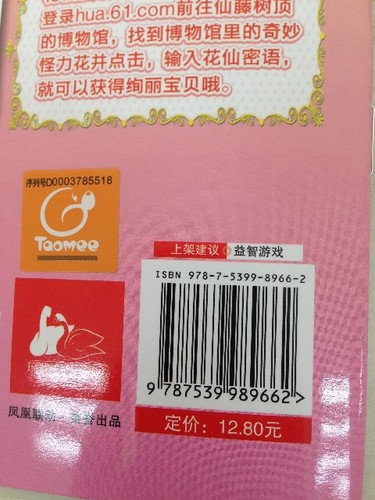 登录hua.61.com前往仙藤树顶
的博物馆，找到博物馆里的奇妙
怪力花并点击，输入花仙密语，
就可以获得绚丽宝贝哦。
序列号D0003785518
Taomee
上架建议 益智游戏
ISBN 978-7-5399-8966-2
9 787539 989662>
凤凰联动 出品
定价：12.80元